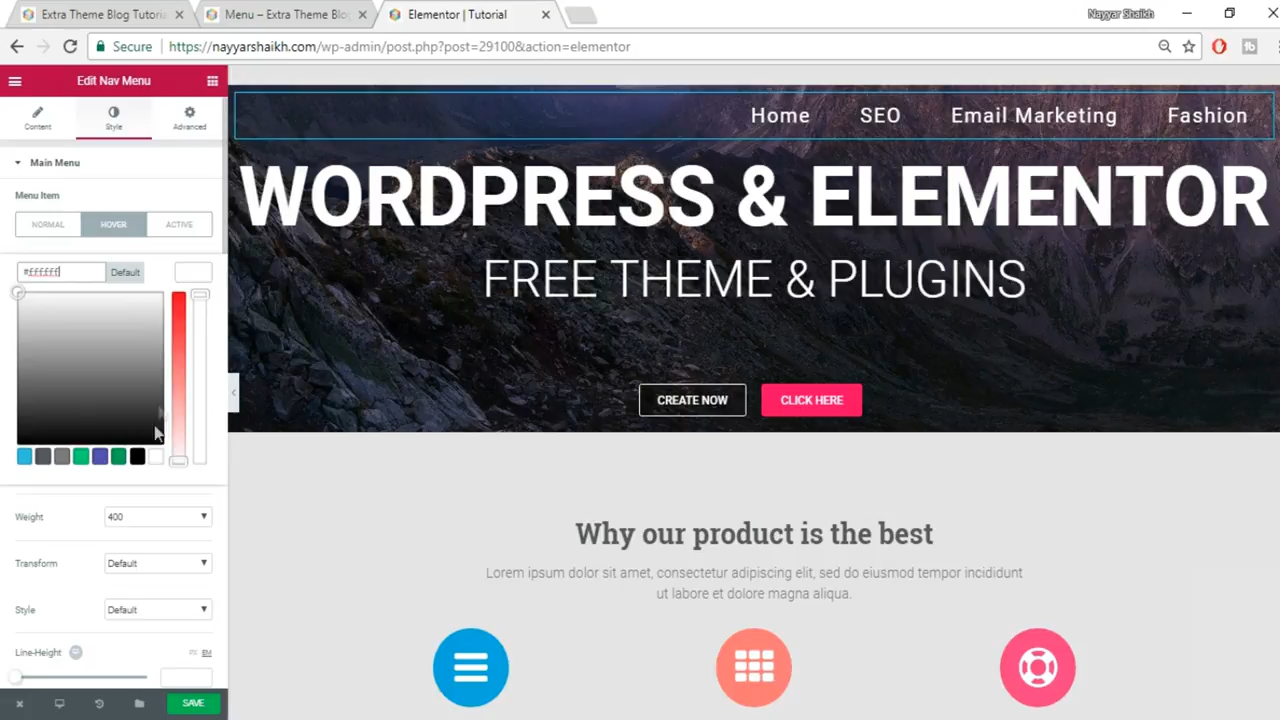 Extra Theme Blog Tutoria
Menu – Extra Theme Blog
Elementor | Tutorial
Nayyar Shaikh
Secure
https://nayyarshaikh.com/wp-admin/post.php?post=29100&action=elementor
Edit Nav Menu
Content
Style
Advanced
Main Menu
Menu Item
NORMAL
HOVER
ACTIVE
#ffffff
Default
Weight
400
Transform
Default
Style
Default
Line-Height
PX
EM
SAVE
Home
SEO
Email Marketing
Fashion
WORDPRESS & ELEMENTOR
FREE THEME & PLUGINS
CREATE NOW
CLICK HERE
Why our product is the best
Lorem ipsum dolor sit amet, consectetur adipiscing elit, sed do eiusmod tempor incididunt
ut labore et dolore magna aliqua.